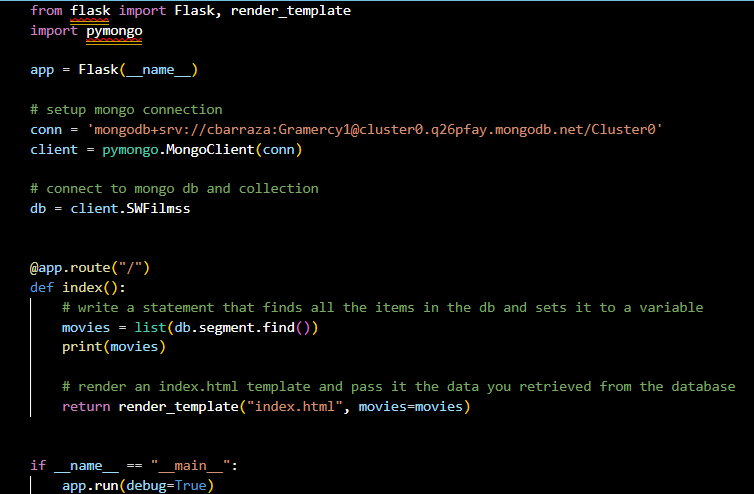 from flask import Flask, render_template
import pymongo
app = Flask(__name__)
# setup mongo connection
conn = 'mongodb+srv://cbarraza:Gramercy1@cluster0.q26pfay.mongodb.net/Cluster0'
client = pymongo.MongoClient(conn)
# connect to mongo db and collection
db = client.SWFilmss
@app.route("/")
def index():
    # write a statement that finds all the items in the db and sets it to a variable
    movies = list(db.segment.find())
    print(movies)
    # render an index.html template and pass it the data you retrieved from the database
    return render_template("index.html", movies=movies)
if __name__ == "__main__":
    app.run(debug=True)